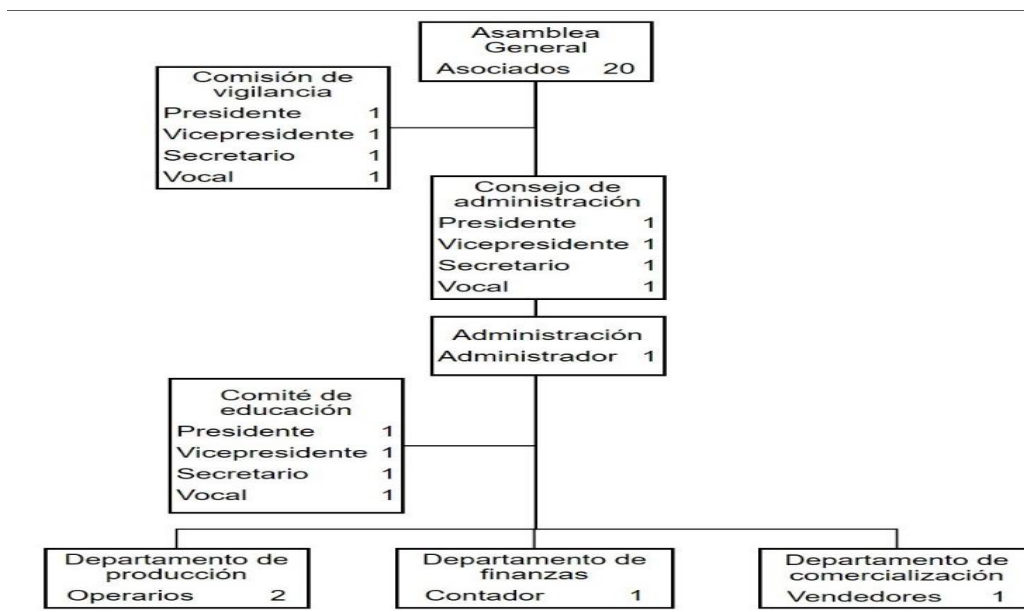 Asamblea
General
Asociados 20
Comisión de
vigilancia
Presidente 1
Vicepresidente 1
Secretario 1
Vocal 1
Consejo de
administración
Presidente 1
Vicepresidente 1
Secretario 1
Vocal 1
Administración
Administrador 1
Comité de
educación
Presidente 1
Vicepresidente 1
Secretario 1
Vocal 1
Departamento de
producción
Operarios 2
Departamento de
finanzas
Contador 1
Departamento de
comercialización
Vendedores 1